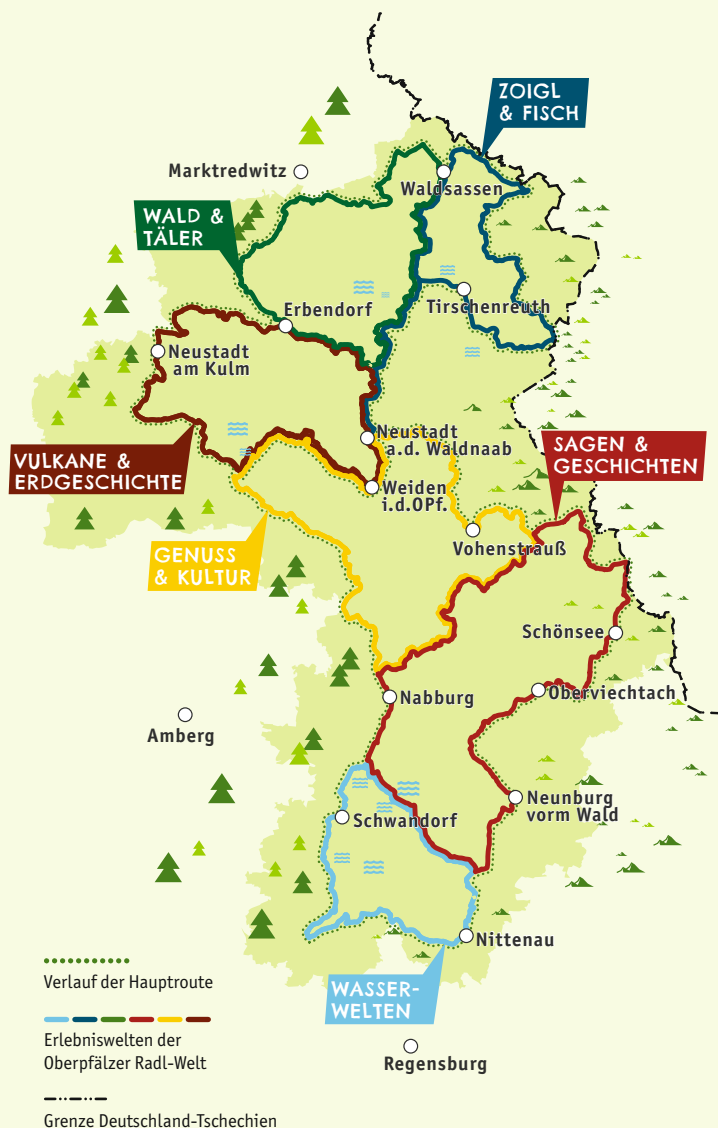 ZOIGL
& FISCH
Marktredwitz
Waldsassen
WALD &
TÄLER
Tirschenreuth
Erbendorf
Neustadt
am Kulm
Neustadt
a.d. Waldnaab
SAGEN &
GESCHICHTEN
VULKANE &
ERDGESCHICHTE
Weiden
i.d.OPf.
Vohenstrauß
GENUSS
& KULTUR
Schönsee
Oberviechtach
Nabburg
Amberg
Neunburg
vorm Wald
Schwandorf
Nittenau
Verlauf der Hauptroute
WASSER-
WELTEN
Erlebniswelten der
Oberpfälzer Radl-Welt
Regensburg
Grenze Deutschland-Tschechien